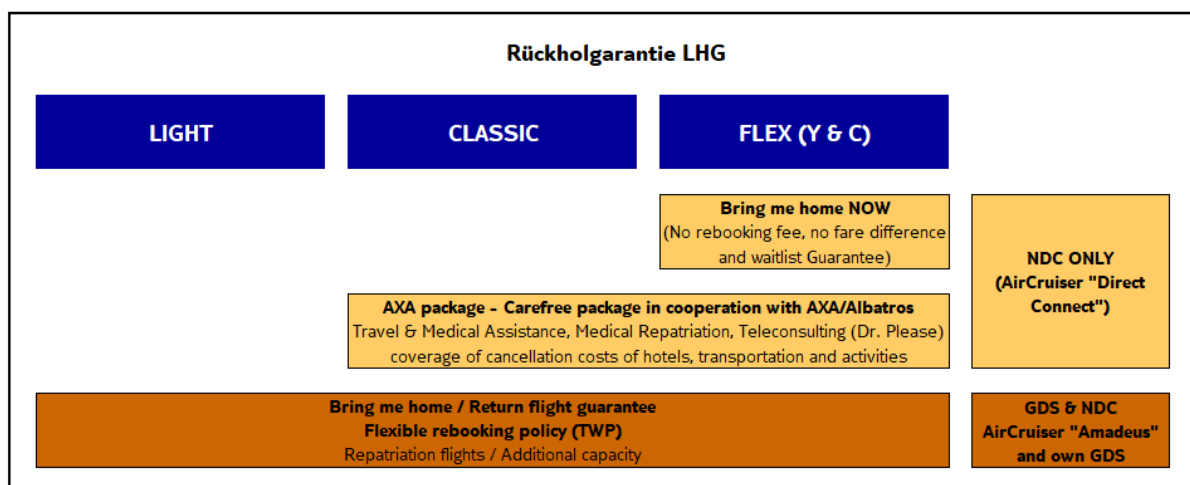 Rückholgarantie LHG
LIGHT
CLASSIC
FLEX (Y & C)
Bring me home NOW
(No rebooking fee, no fare difference
and waitlist Guarantee)
NDC ONLY
(AirCruiser "Direct
Connect")
AXA package - Carefree package in cooperation with AXA/Albatros
Travel & Medical Assistance, Medical Repatriation, Teleconsulting (Dr. Please)
coverage of cancellation costs of hotels, transportation and activities
Bring me home / Return flight guarantee
Flexible rebooking policy (TWP)
Repatriation flights / Additional capacity
GDS & NDC
AirCruiser "Amadeus"
and own GDS